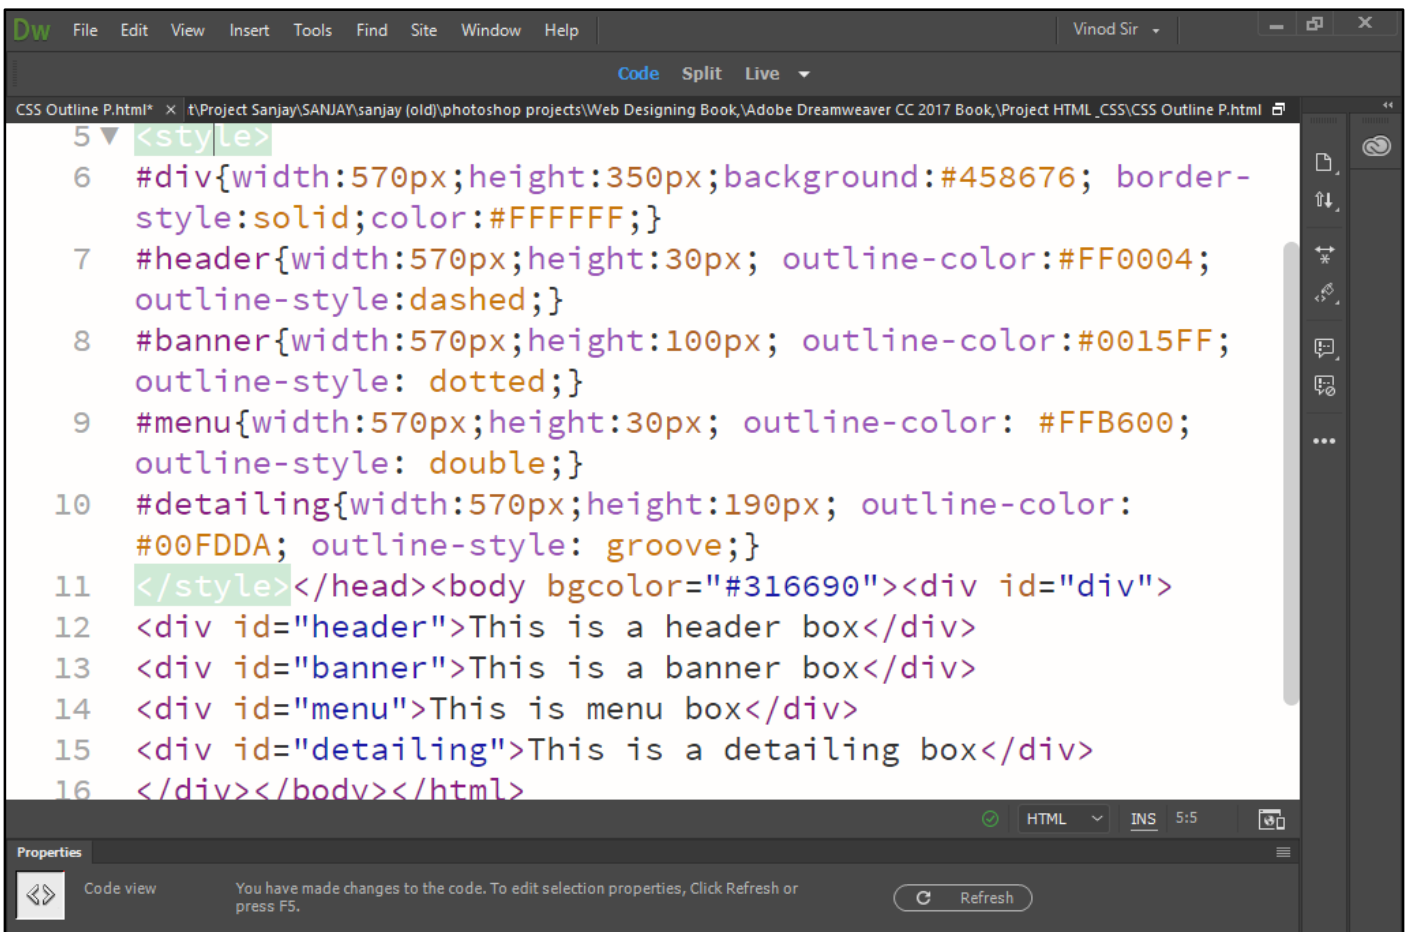 Dw File Edit View Insert Tools Find Site Window Help Vinod Sir
Code Split Live
CSS Outline P.html* × t\Project Sanjay\SANJAY\sanjay (old)\photoshop projects\Web Designing Book,\Adobe Dreamweaver CC 2017 Book,\Project HTML_CSS\CSS Outline P.html
5 <style>
6 #div{width:570px;height:350px;background:#458676; border-
style:solid;color:#FFFFFF;}
7 #header{width:570px;height:30px; outline-color:#FF0004;
outline-style:dashed;}
8 #banner{width:570px;height:100px; outline-color:#0015FF;
outline-style: dotted;}
9 #menu{width:570px;height:30px; outline-color: #FFB600;
outline-style: double;}
10 #detailing{width:570px;height:190px; outline-color:
#00FDDA; outline-style: groove;}
11 </style></head><body bgcolor="#316690"><div id="div">
12 <div id="header">This is a header box</div>
13 <div id="banner">This is a banner box</div>
14 <div id="menu">This is menu box</div>
15 <div id="detailing">This is a detailing box</div>
16 </div></body></html>
HTML INS 5:5
Properties
Code view You have made changes to the code. To edit selection properties, Click Refresh or
press F5.
Refresh